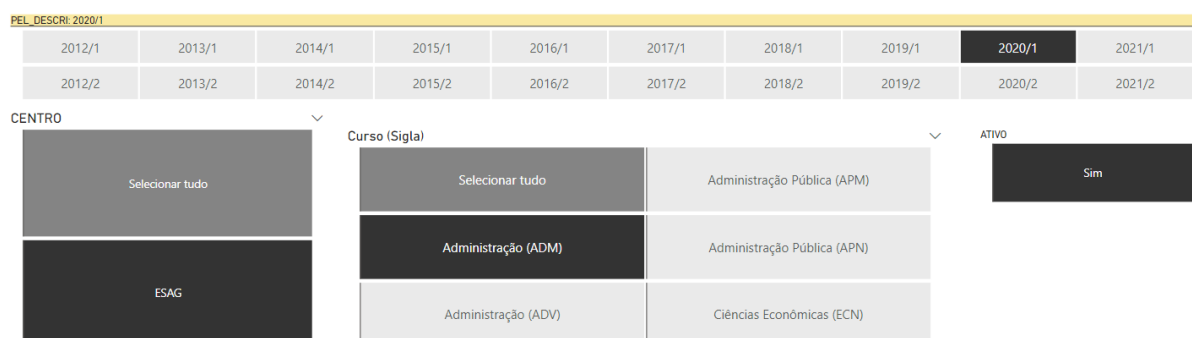 PEL_DESCRI: 2020/1
2012/1 2013/1 2014/1 2015/1 2016/1 2017/1 2018/1 2019/1 2020/1 2021/1
2012/2 2013/2 2014/2 2015/2 2016/2 2017/2 2018/2 2019/2 2020/2 2021/2
CENTRO
Selecionar tudo
ESAG
Curso (Sigla)
Selecionar tudo Administração Pública (APM)
Administração (ADM) Administração Pública (APN)
Administração (ADV) Ciências Econômicas (ECN)
ATIVO
Sim